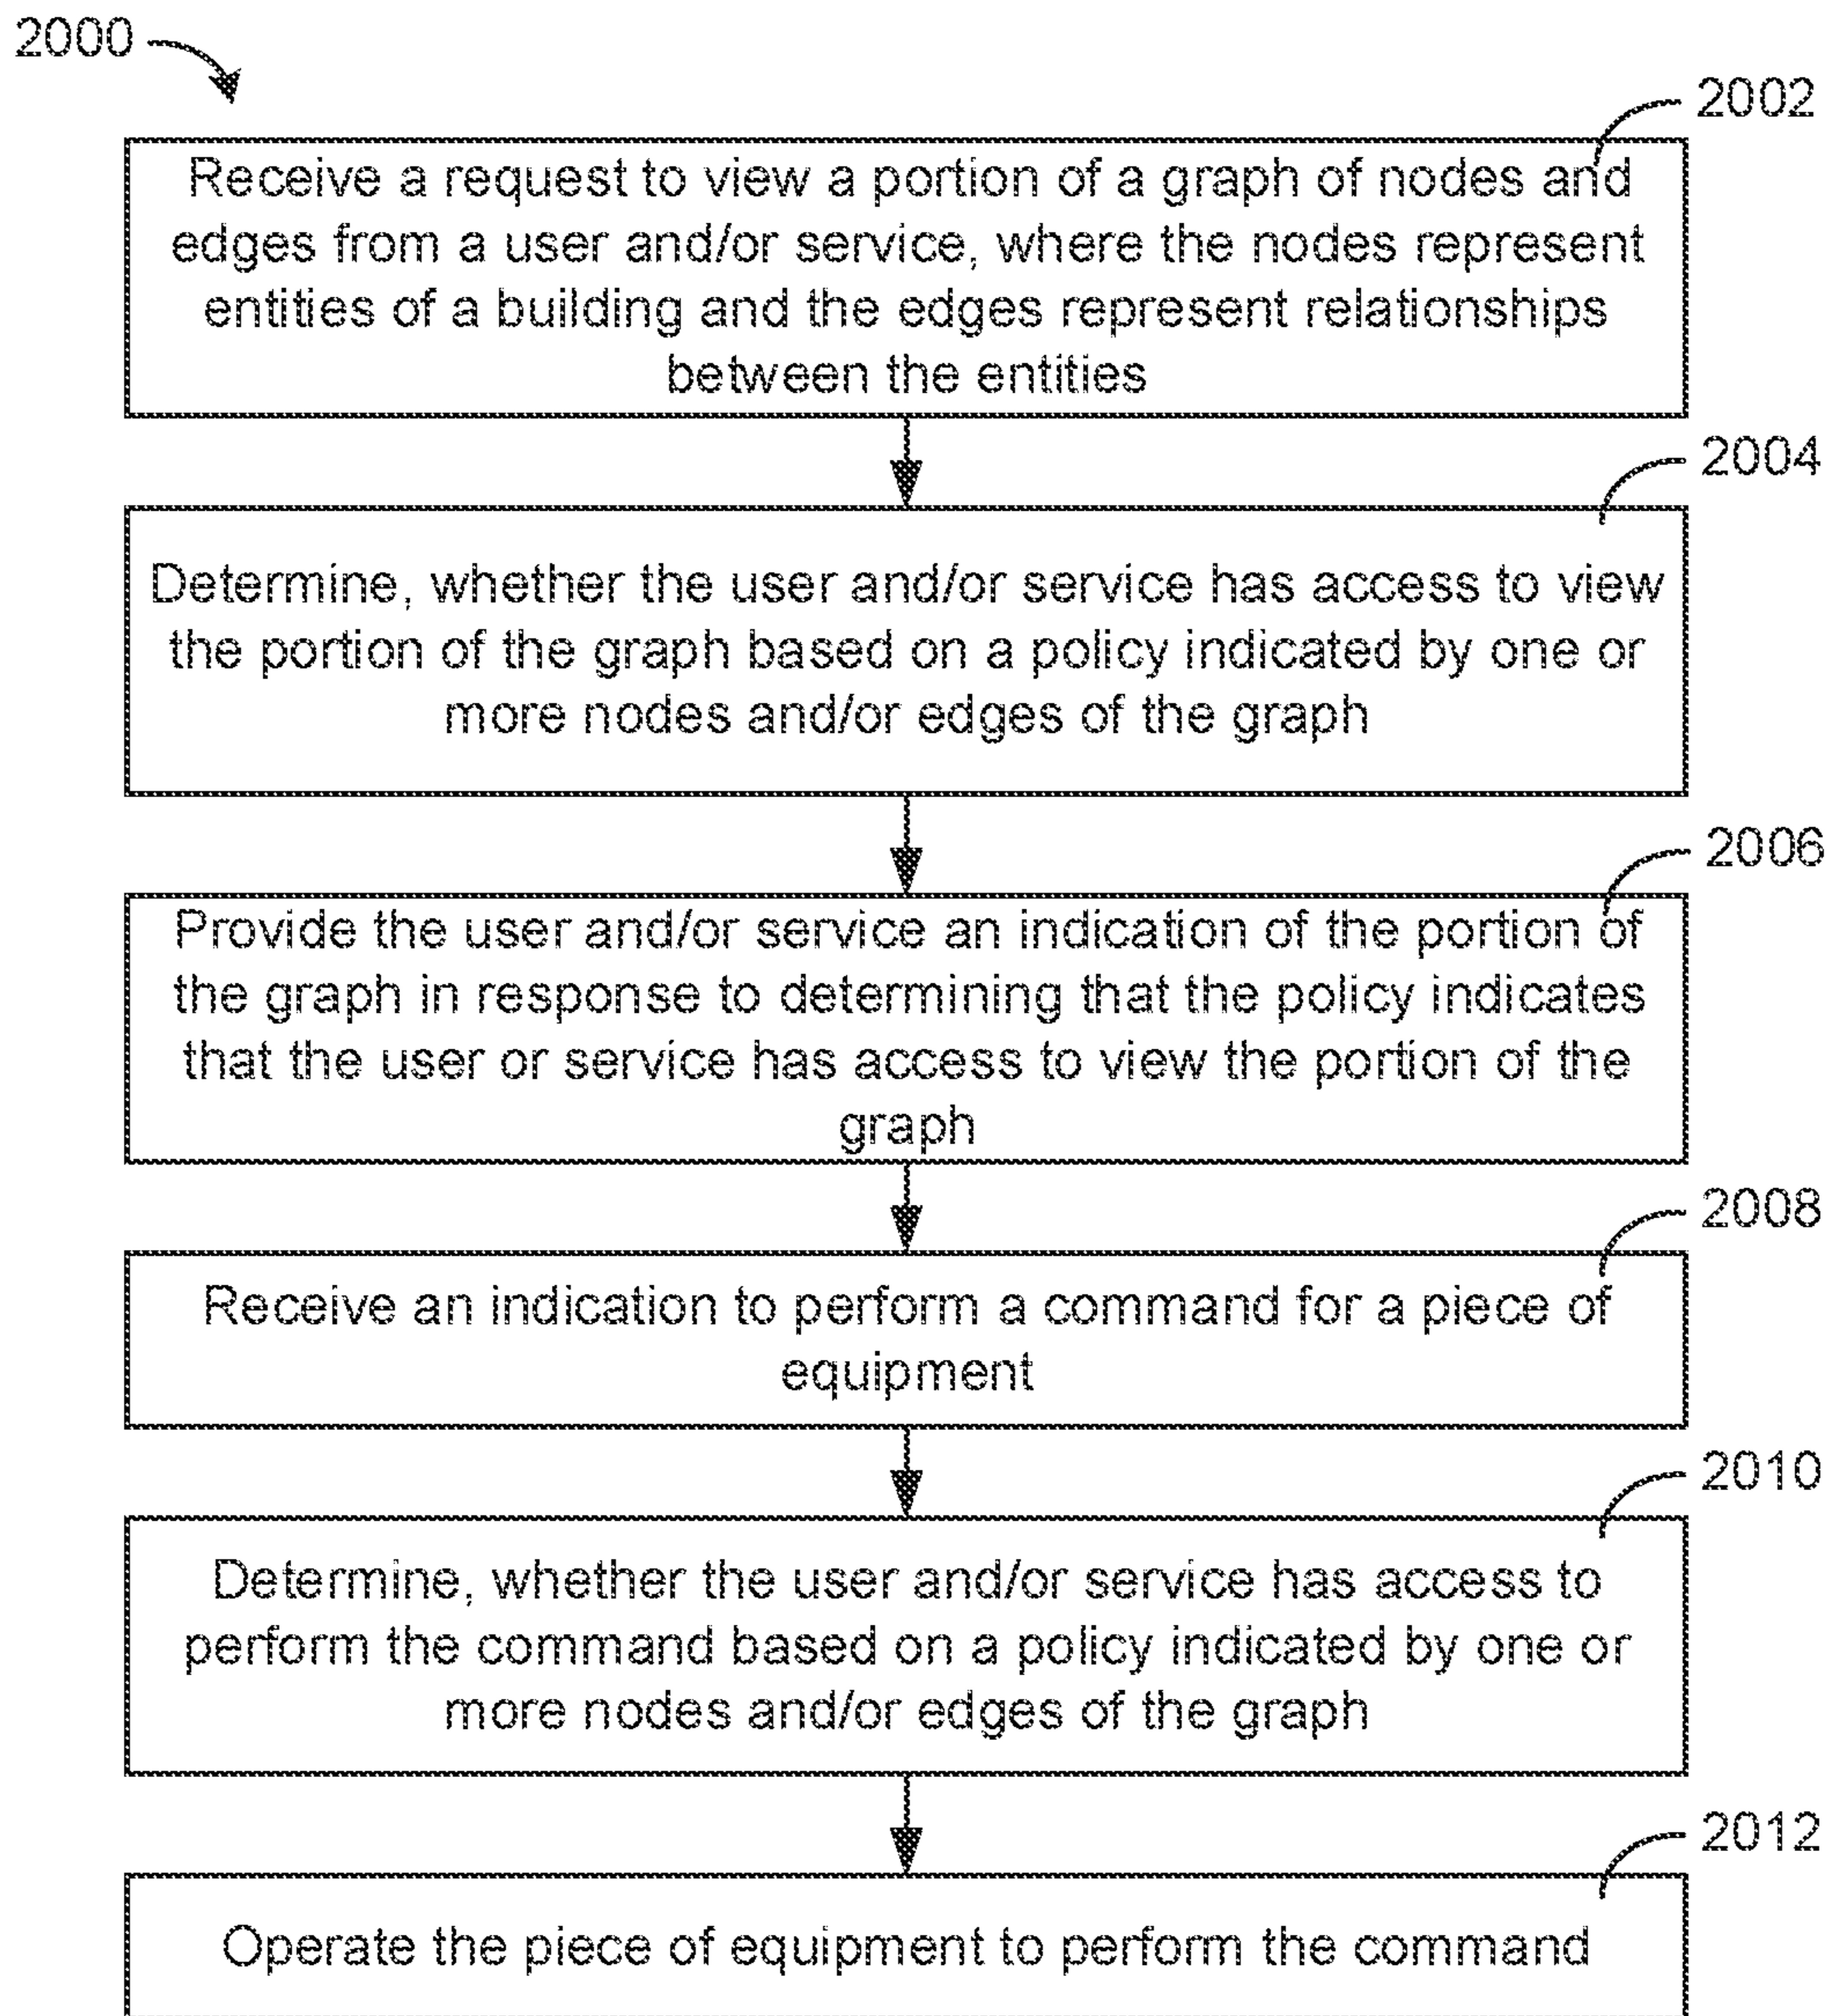 2000
2002
Receive a request to view a portion of a graph of nodes and
edges from a user and/or service, where the nodes represent
entities of a building and the edges represent relationships
between the entities
2004
Determine, whether the user and/or service has access to view
the portion of the graph based on a policy indicated by one or
more nodes and/or edges of the graph
2006
Provide the user and/or service an indication of the portion of
the graph in response to determining that the policy indicates
that the user or service has access to view the portion of the
graph
2008
Receive an indication to perform a command for a piece of
equipment
2010
Determine, whether the user and/or service has access to
perform the command based on a policy indicated by one or
more nodes and/or edges of the graph
2012
Operate the piece of equipment to perform the command